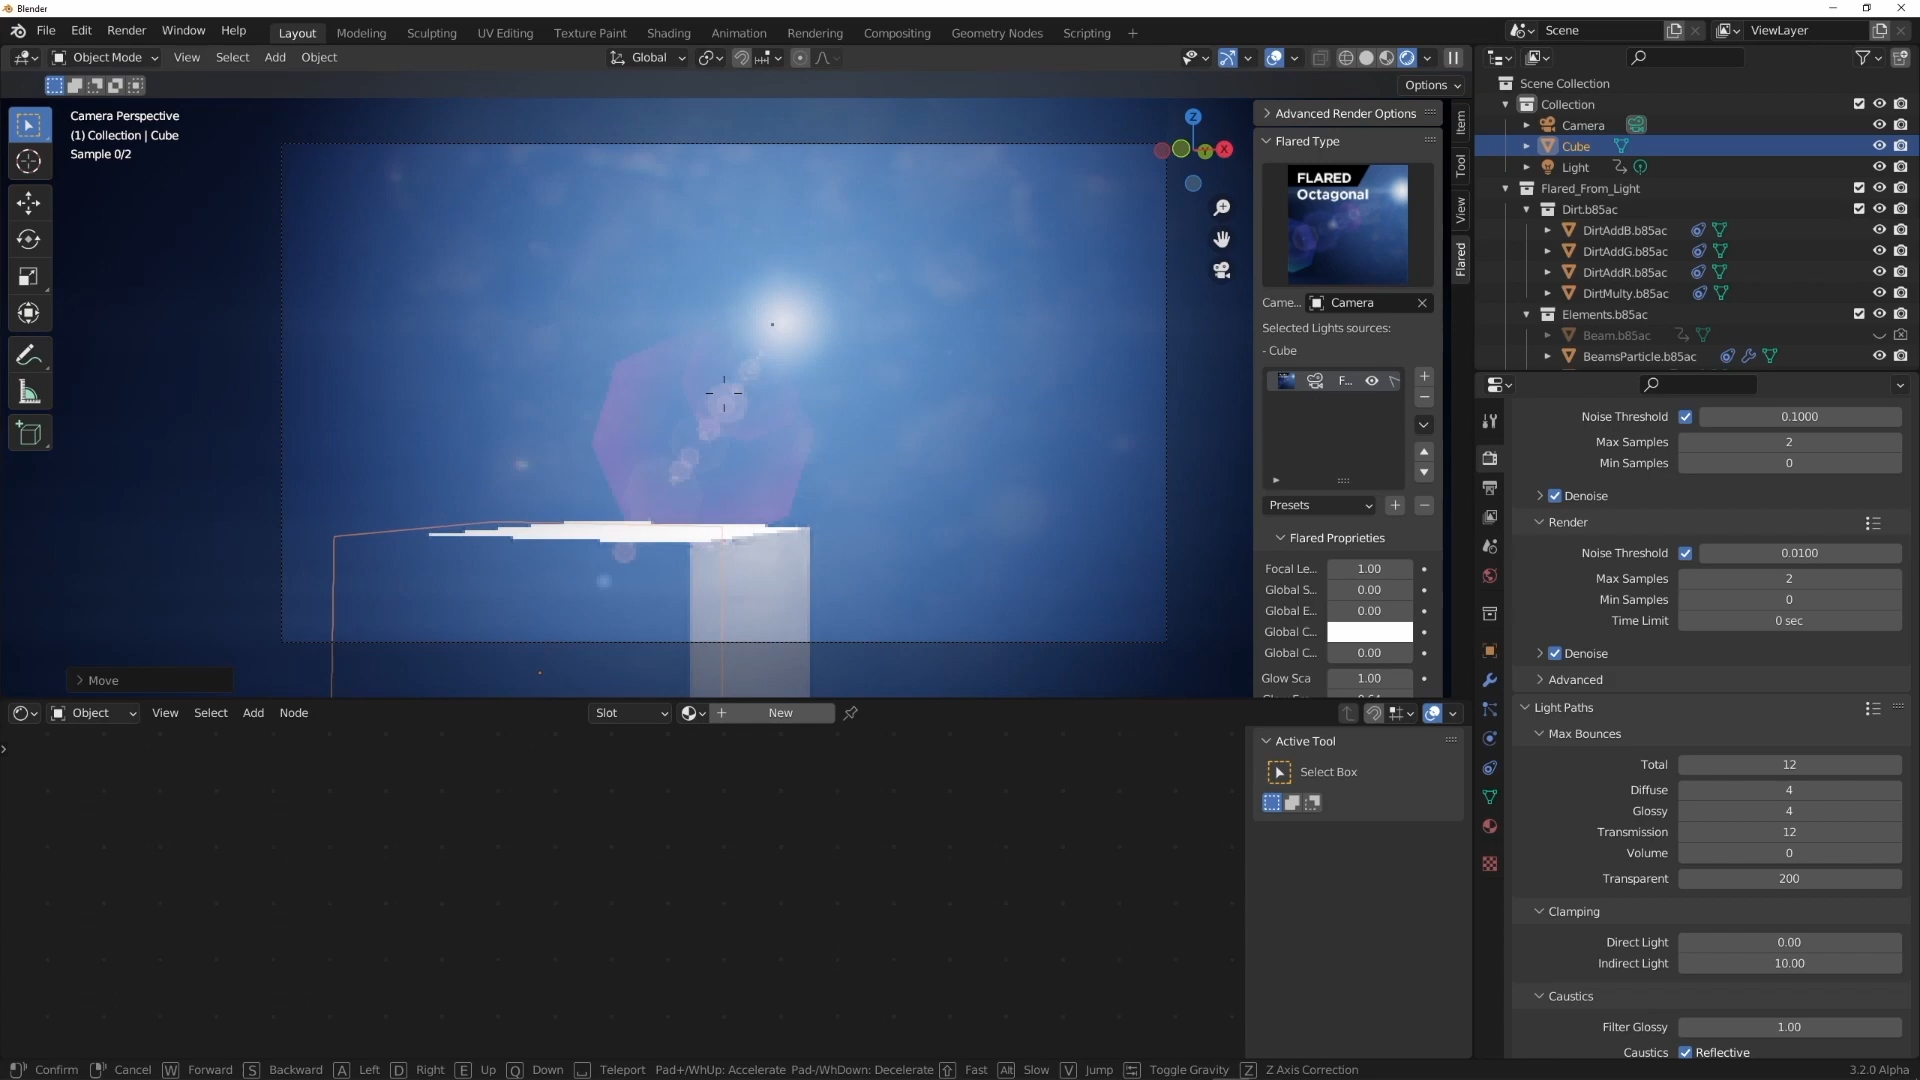 Blender
File Edit Render Window Help
Layout Modeling Sculpting UV Editing Texture Paint Shading Animation Rendering Compositing Geometry Nodes Scripting +
Scene
ViewLayer
Object Mode View Select Add Object
Global
Options
Camera Perspective
(1) Collection | Cube
Sample 0/2
Z
Y
X
Move
Advanced Render Options
Flared Type
FLARED
Octagonal
Came... Camera
Selected Lights sources:
- Cube
F...
Presets
Flared Proprieties
Focal Le... 1.00
Global S... 0.00
Global E... 0.00
Global C...
Global C... 0.00
Glow Sca 1.00
Item
Tool
View
Flared
Scene Collection
Collection
Camera
Cube
Light
Flared_From_Light
Dirt.b85ac
DirtAddB.b85ac
DirtAddG.b85ac
DirtAddR.b85ac
DirtMulty.b85ac
Elements.b85ac
Beam.b85ac
BeamsParticle.b85ac
Noise Threshold 0.1000
Max Samples 2
Min Samples 0
Denoise
Render
Noise Threshold 0.0100
Max Samples 2
Min Samples 0
Time Limit 0 sec
Denoise
Advanced
Light Paths
Max Bounces
Total 12
Diffuse 4
Glossy 4
Transmission 12
Volume 0
Transparent 200
Clamping
Direct Light 0.00
Indirect Light 10.00
Caustics
Filter Glossy 1.00
Caustics Reflective
Object View Select Add Node
Slot
New
Active Tool
Select Box
Confirm Cancel W Forward S Backward A Left D Right E Up Q Down Teleport Pad+/WhUp: Accelerate Pad-/WhDown: Decelerate Fast Alt Slow V Jump Toggle Gravity Z Z Axis Correction
3.2.0 Alpha